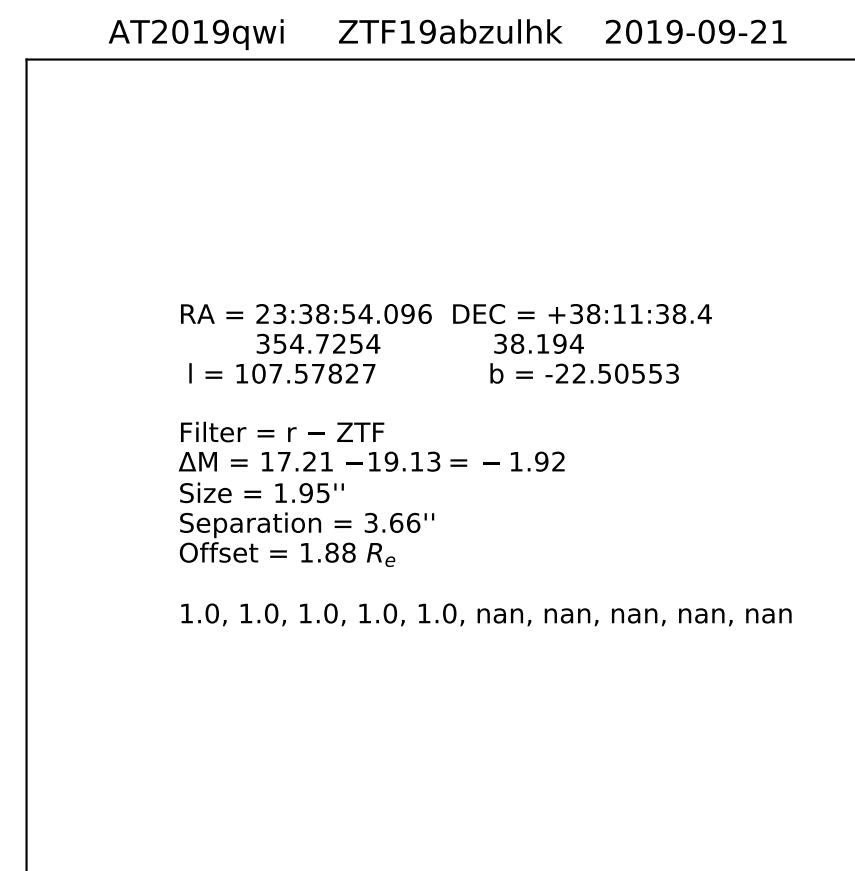 AT2019qwi ZTF19abzulhk 2019-09-21
RA = 23:38:54.096 DEC = +38:11:38.4
354.7254 38.194
l = 107.57827 b = -22.50553
Filter = r − ZTF
ΔM = 17.21 −19.13 = − 1.92
Size = 1.95''
Separation = 3.66''
Offset = 1.88 Rₑ
1.0, 1.0, 1.0, 1.0, 1.0, nan, nan, nan, nan, nan